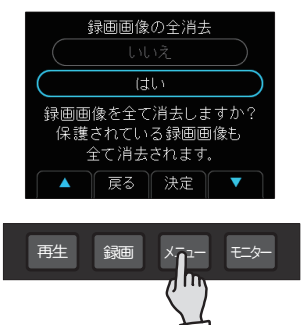 録画画像の全消去
いいえ
はい
録画画像を全て消去しますか？
保護されている録画画像も
全て消去されます。
▲ 戻る 決定 ▼
再生 録画 メニュー モニター